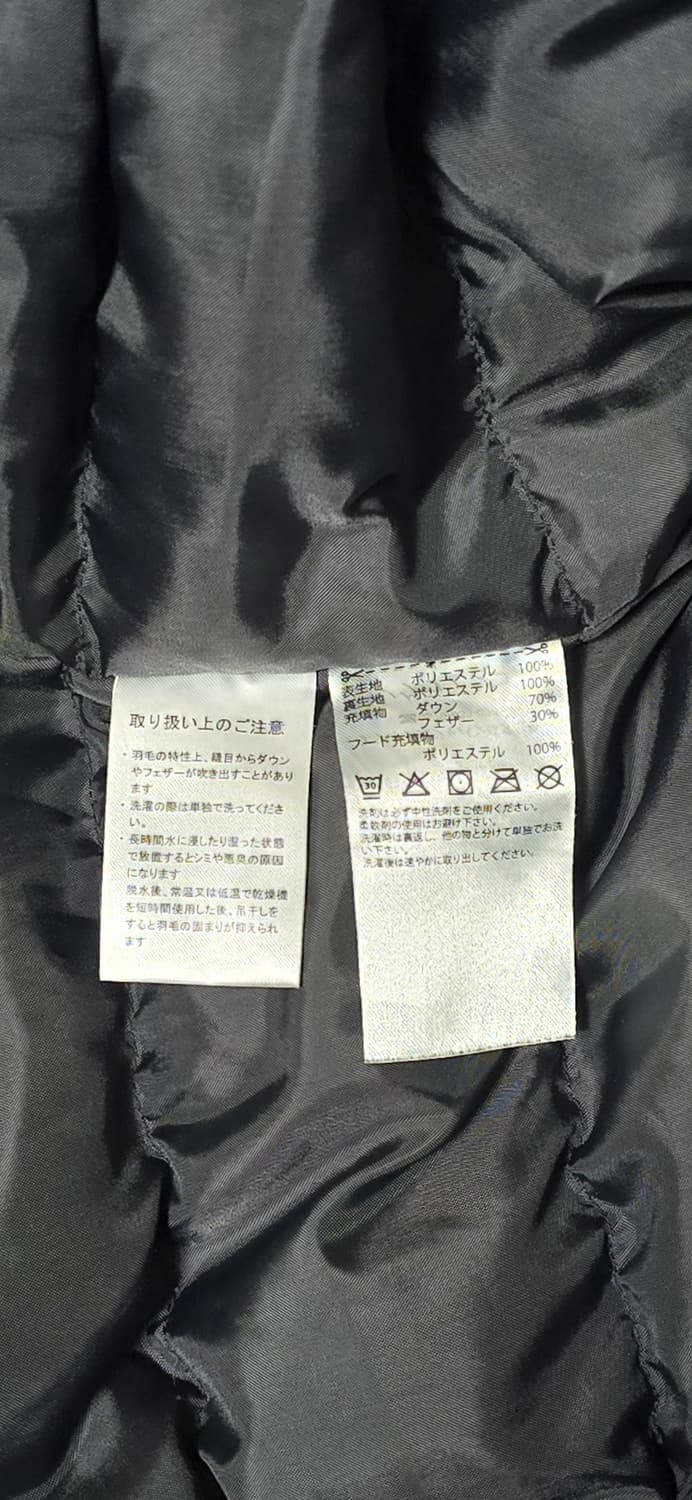 取り扱い上のご注意
・羽毛の特性上、縫目からダウン
やフェザーが吹き出すことがあり
ます
・洗濯の際は単独で洗ってくださ
い。
・長時間水に浸したり湿った状態
で放置するとシミや悪臭の原因
になります
脱水後、常温又は低温で乾燥機
を短時間使用した後、吊干しを
すると羽毛の固まりが抑えられ
ます
表生地 ポリエステル 100%
裏生地 ポリエステル 100%
充填物 ダウン 70%
フェザー 30%
フード充填物
ポリエステル 100%
30
洗剤は必ず中性洗剤をご使用ください。
柔軟剤の使用はお避け下さい。
洗濯時は裏返し、他の物と分けて単独でお洗
い下さい。
洗濯後は速やかに取り出してください。